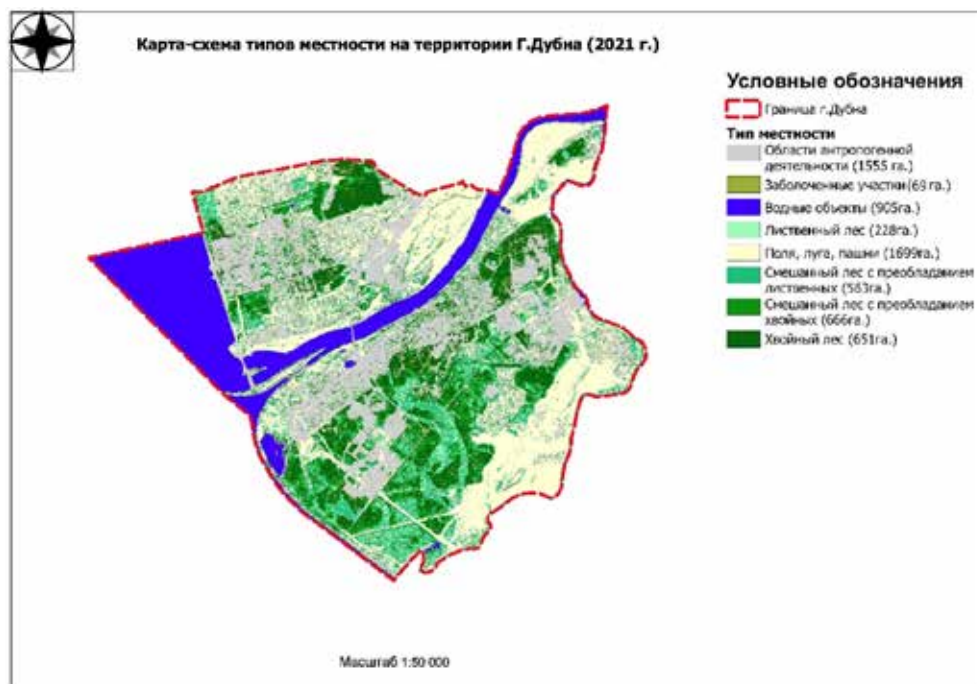 Карта-схема типов местности на территории Г.Дубна (2021 г.)
Условные обозначения
Граница г.Дубна
Тип местности
Области антропогенной
деятельности (1555 га.)
Заболоченные участки(69 га.)
Водные объекты (905га.)
Лиственный лес (228га.)
Поля, луга, пашни (1699га.)
Смешанный лес с преобладанием
лиственных (563га.)
Смешанный лес с преобладанием
хвойных (666га.)
Хвойный лес (651га.)
Масштаб 1:50 000